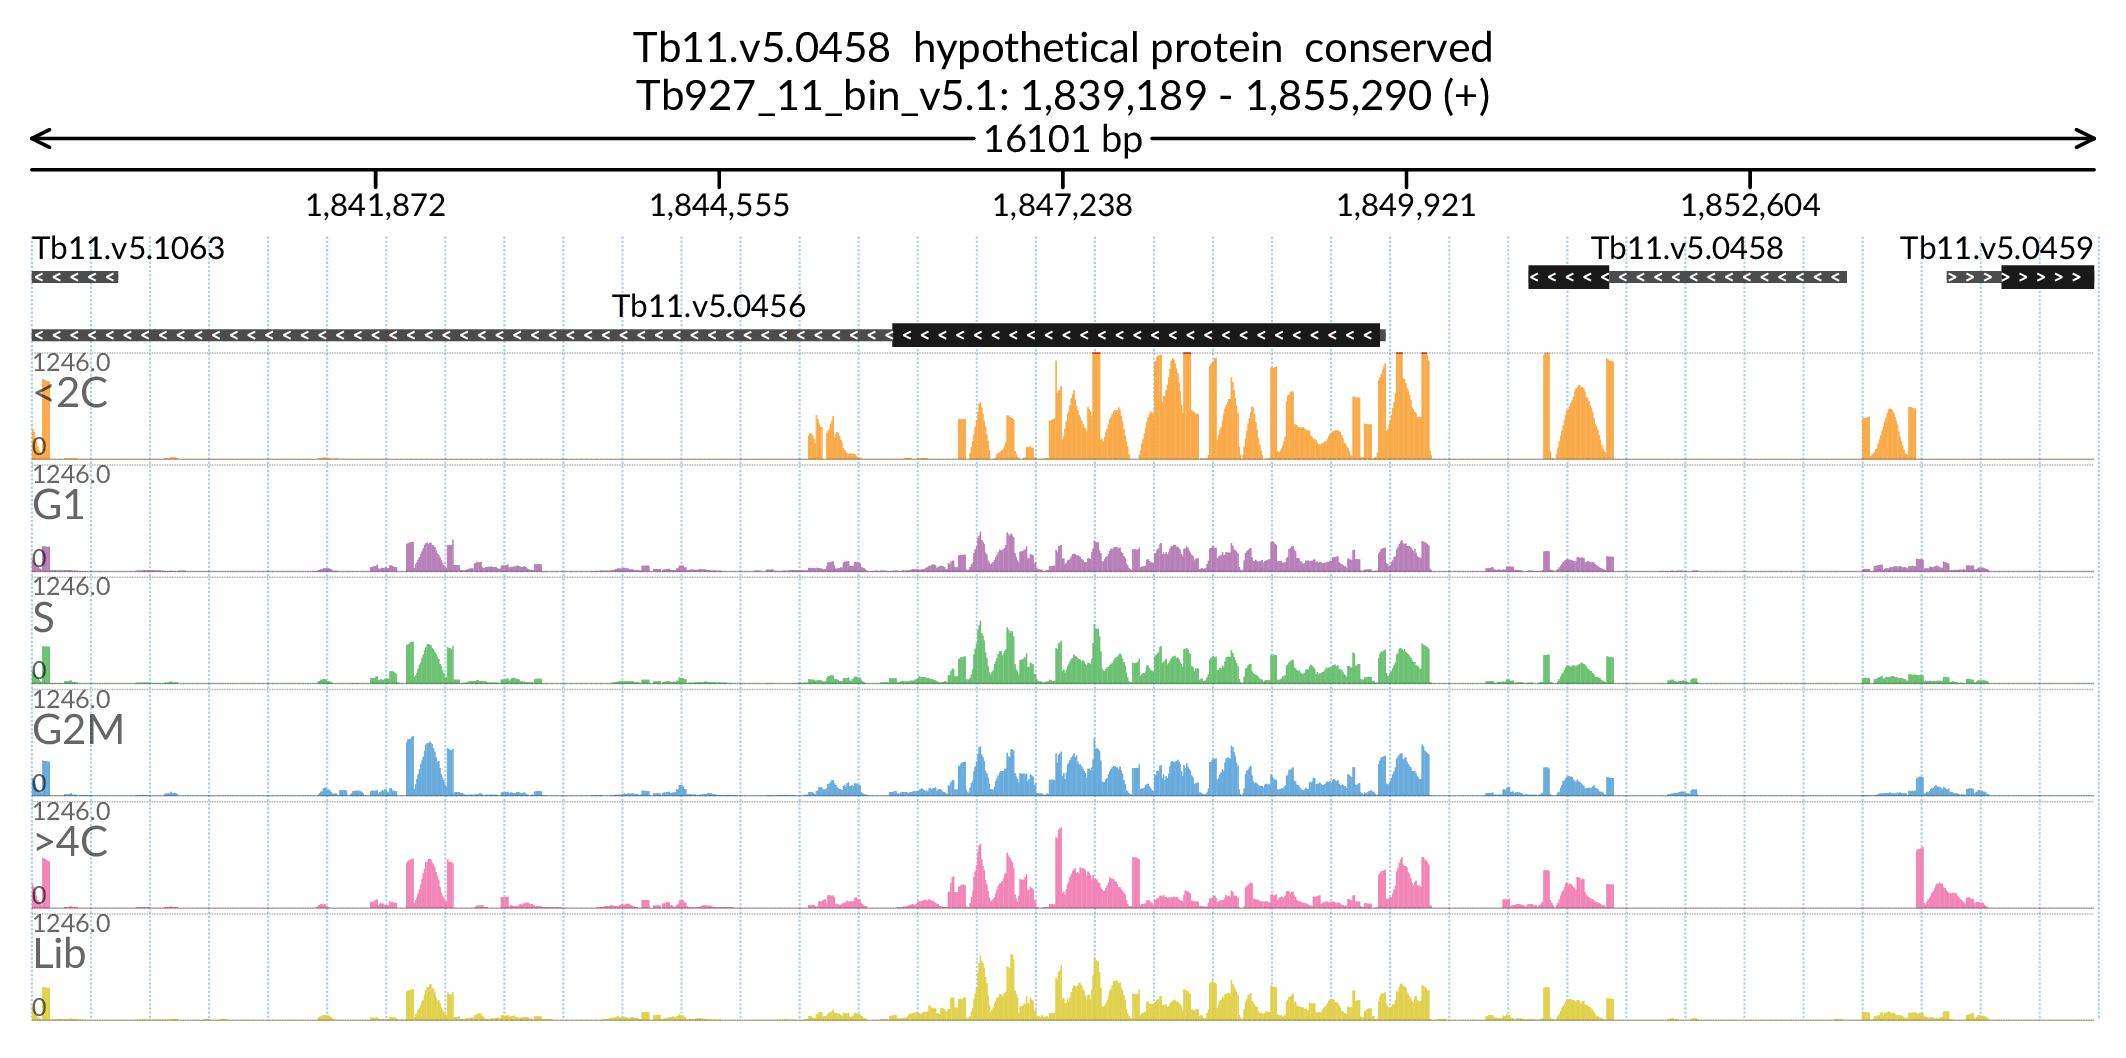 Tb11.v5.0458 hypothetical protein conserved
Tb927_11_bin_v5.1: 1,839,189 - 1,855,290 (+)
16101 bp
1,841,872 1,844,555 1,847,238 1,849,921 1,852,604
Tb11.v5.1063 Tb11.v5.0458 Tb11.v5.0459
Tb11.v5.0456
1246.0
<2C
0
1246.0
G1
0
1246.0
S
0
1246.0
G2M
0
1246.0
>4C
0
1246.0
Lib
0